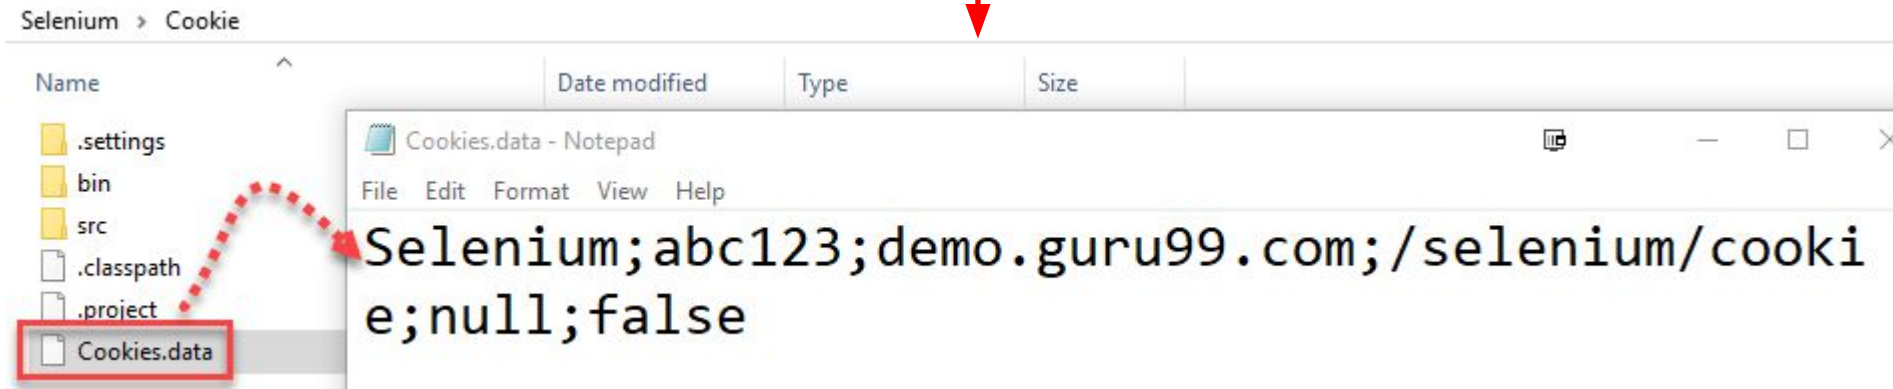 Selenium > Cookie
Name Date modified Type Size
.settings
bin
src
.classpath
.project
Cookies.data
Cookies.data - Notepad
File Edit Format View Help
Selenium;abc123;demo.guru99.com;/selenium/cooki
e;null;false